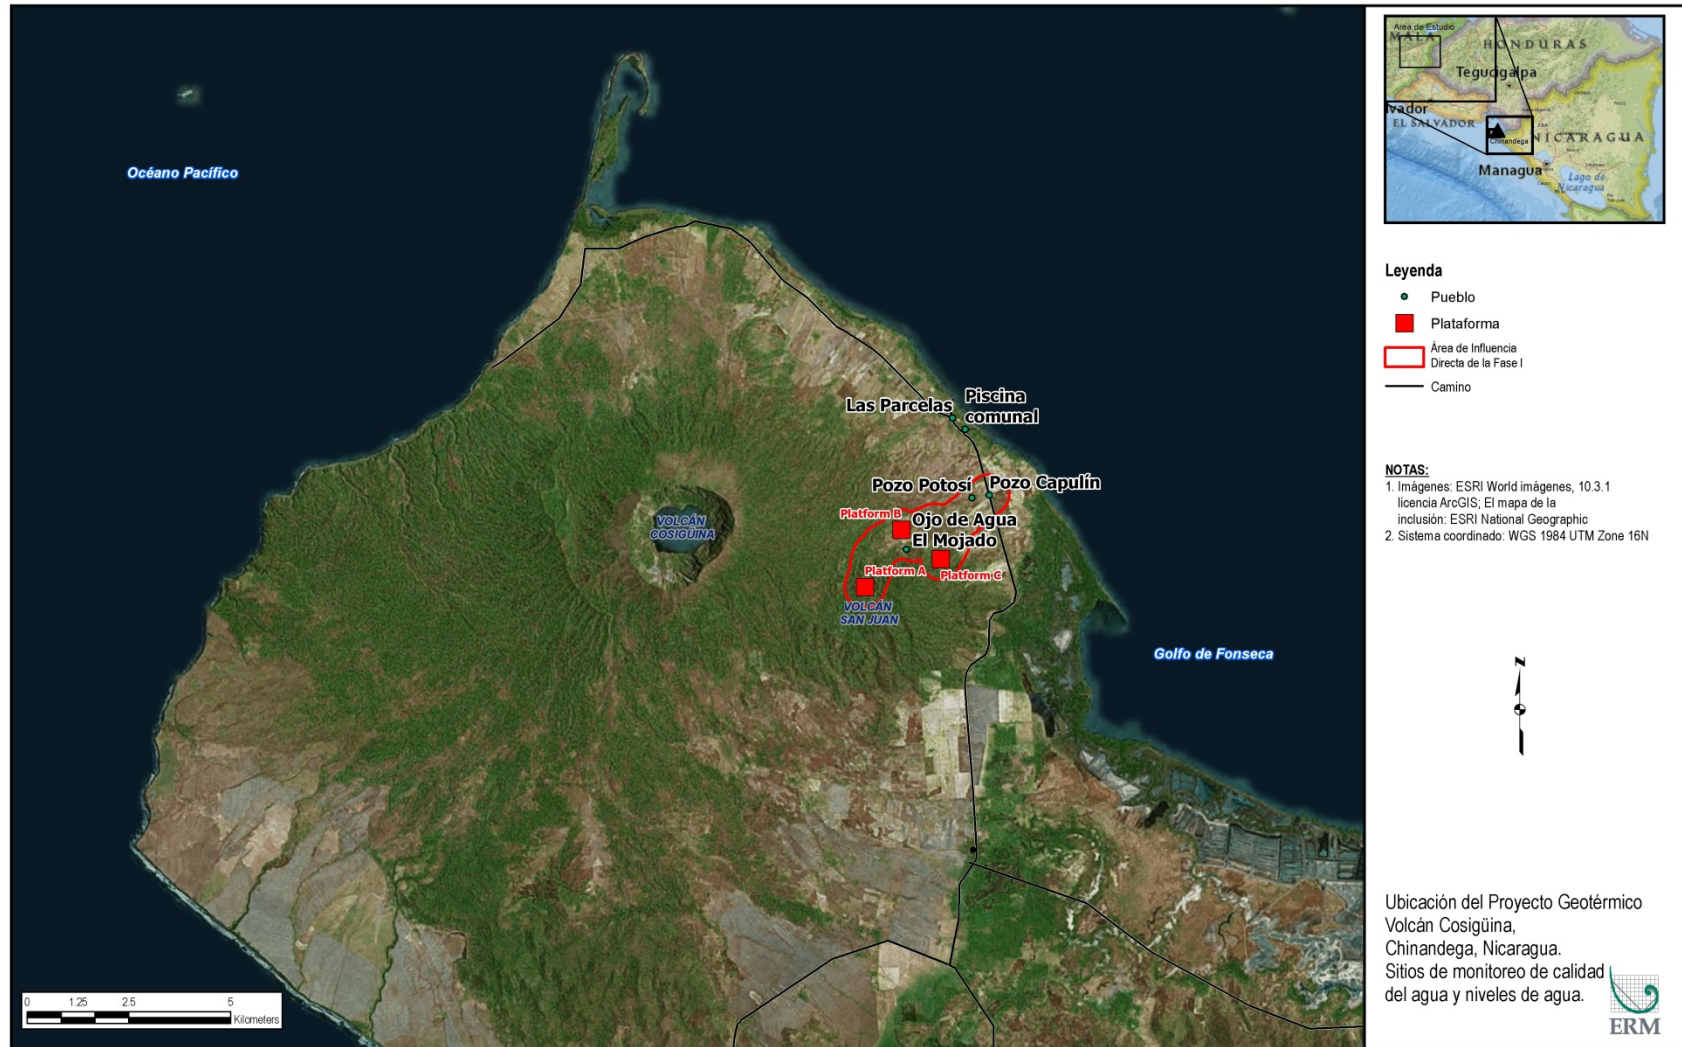 Océano Pacífico
Las Parcelas
Piscina
comunal
Pozo Potosí
Pozo Capulín
Platform B
Ojo de Agua
El Mojado
VOLCÁN
COSIGÜINA
Platform A
Platform C
VOLCÁN
SAN JUAN
Golfo de Fonseca
0 1.25 2.5 5
Kilometers
Área de Estudio
MALA
HONDURAS
Tegucigalpa
lvador
EL SALVADOR
NICARAGUA
Chinandega
Managua
Lago de
Nicaragua
Leyenda
Pueblo
Plataforma
Área de Influencia
Directa de la Fase I
Camino
NOTAS:
1. Imágenes: ESRI World imágenes, 10.3.1
licencia ArcGIS; El mapa de la
inclusión: ESRI National Geographic
2. Sistema coordinado: WGS 1984 UTM Zone 16N
N
Ubicación del Proyecto Geotérmico
Volcán Cosigüina,
Chinandega, Nicaragua.
Sitios de monitoreo de calidad
del agua y niveles de agua.
ERM